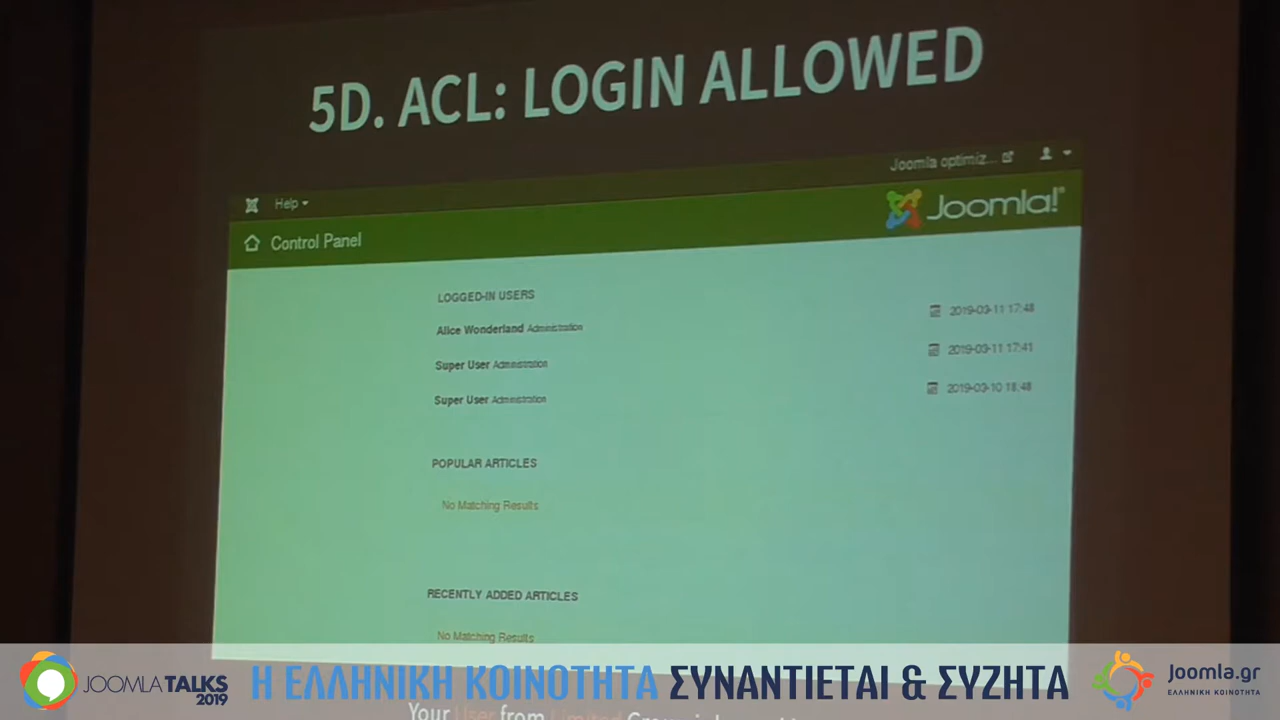 5D. ACL: LOGIN ALLOWED
Joomla optimiz...
Help
Joomla!®
Control Panel
LOGGED-IN USERS
Alice Wonderland Administration 2019-03-11 17:48
Super User Administration 2019-03-11 17:41
Super User Administration 2019-03-10 18:48
POPULAR ARTICLES
No Matching Results
RECENTLY ADDED ARTICLES
No Matching Results
JOOMLATALKS
2019
Η ΕΛΛΗΝΙΚΗ ΚΟΙΝΟΤΗΤΑ ΣΥΝΑΝΤΙΕΤΑΙ & ΣΥΖΗΤΑ
Joomla.gr
ΕΛΛΗΝΙΚΗ ΚΟΙΝΟΤΗΤΑ
Your User from Limited